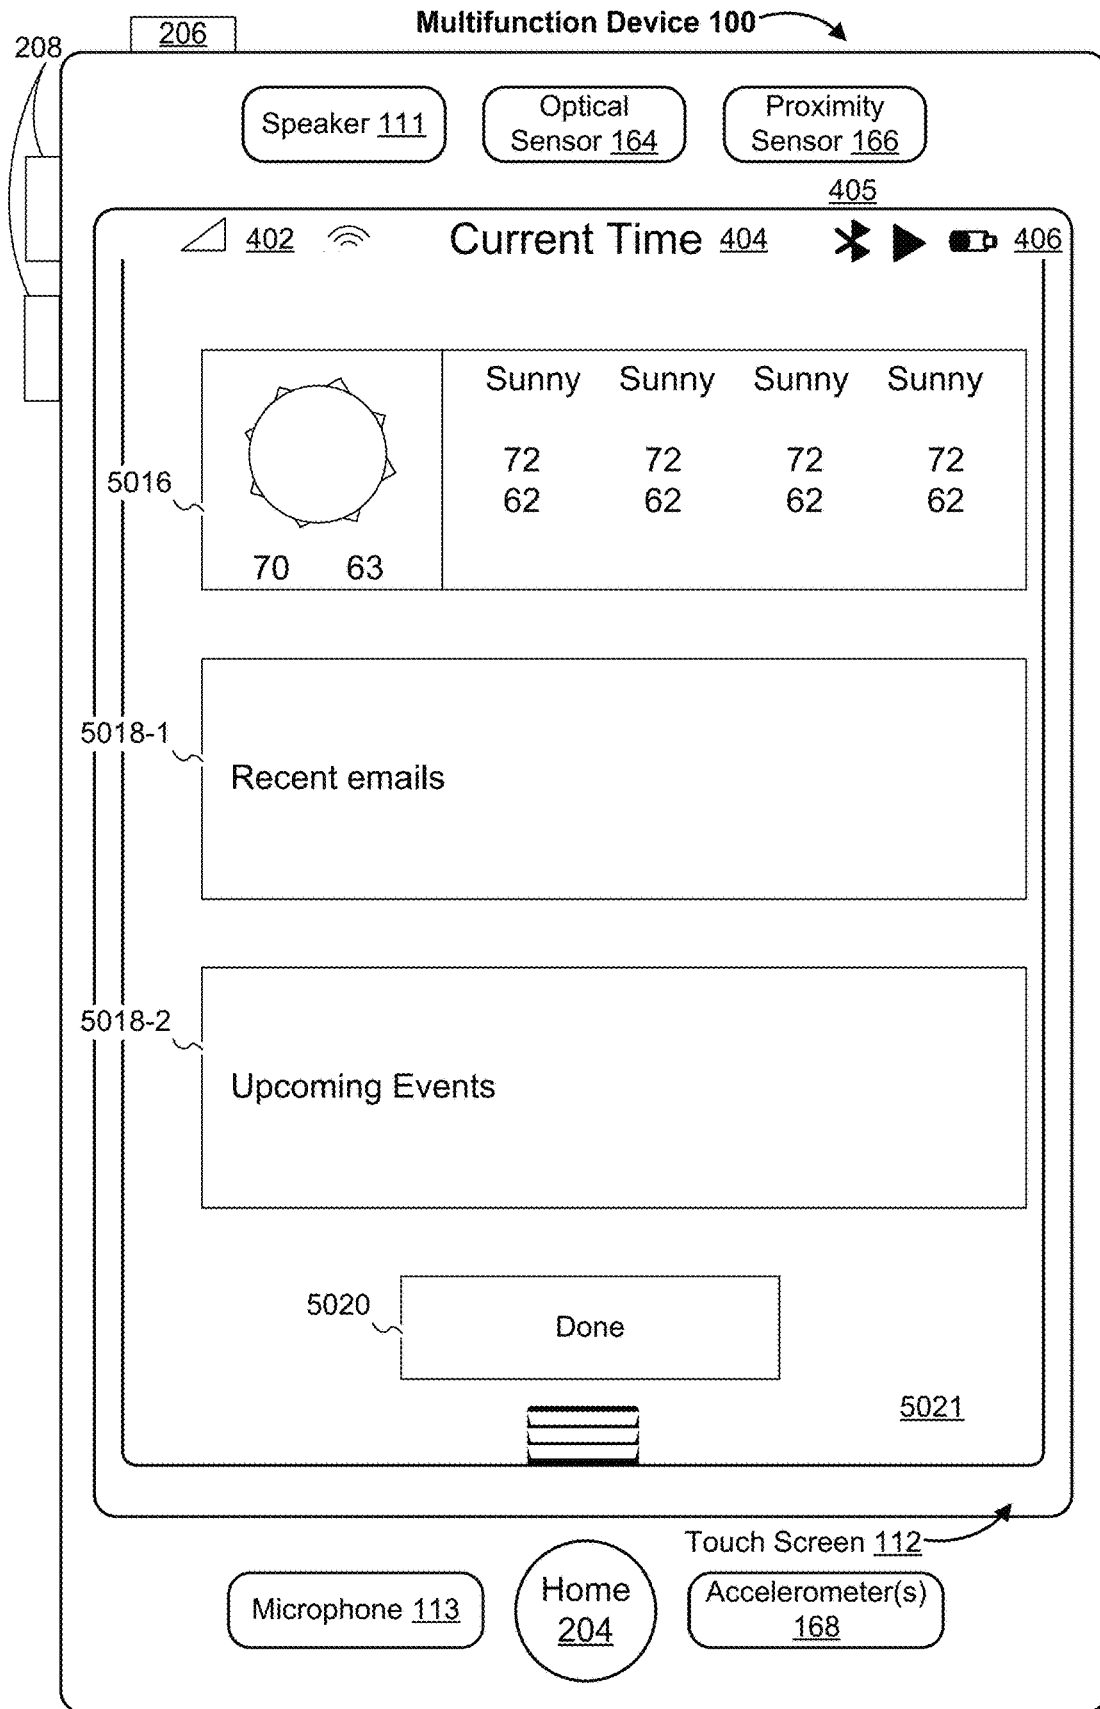 Multifunction Device 100
206
208
Speaker 111
Optical
Sensor 164
Proximity
Sensor 166
405
402
Current Time 404
406
Sunny Sunny Sunny Sunny
72 72 72 72
62 62 62 62
70 63
5016
5018-1
Recent emails
5018-2
Upcoming Events
5020
Done
5021
Touch Screen 112
Microphone 113
Home
204
Accelerometer(s)
168